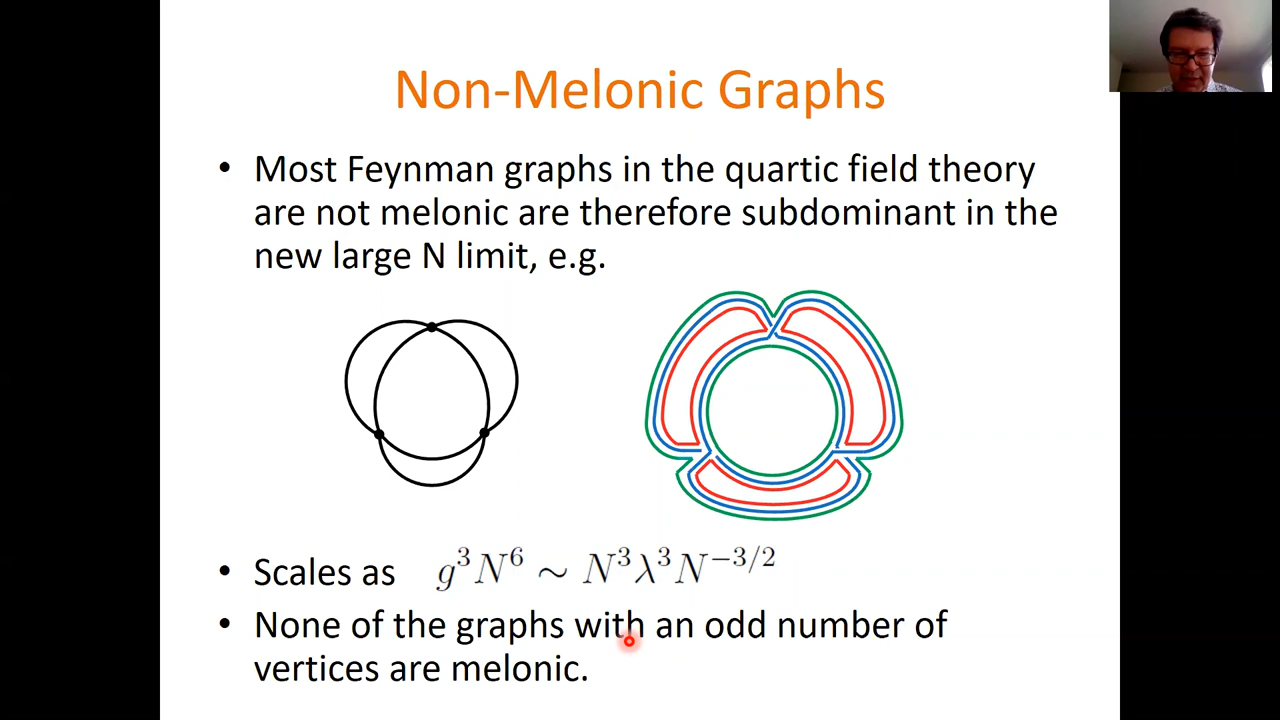 Non-Melonic Graphs
• Most Feynman graphs in the quartic field theory
are not melonic are therefore subdominant in the
new large N limit, e.g.
• Scales as g³N⁶ ∼ N³λ³N⁻³/²
• None of the graphs with an odd number of
vertices are melonic.